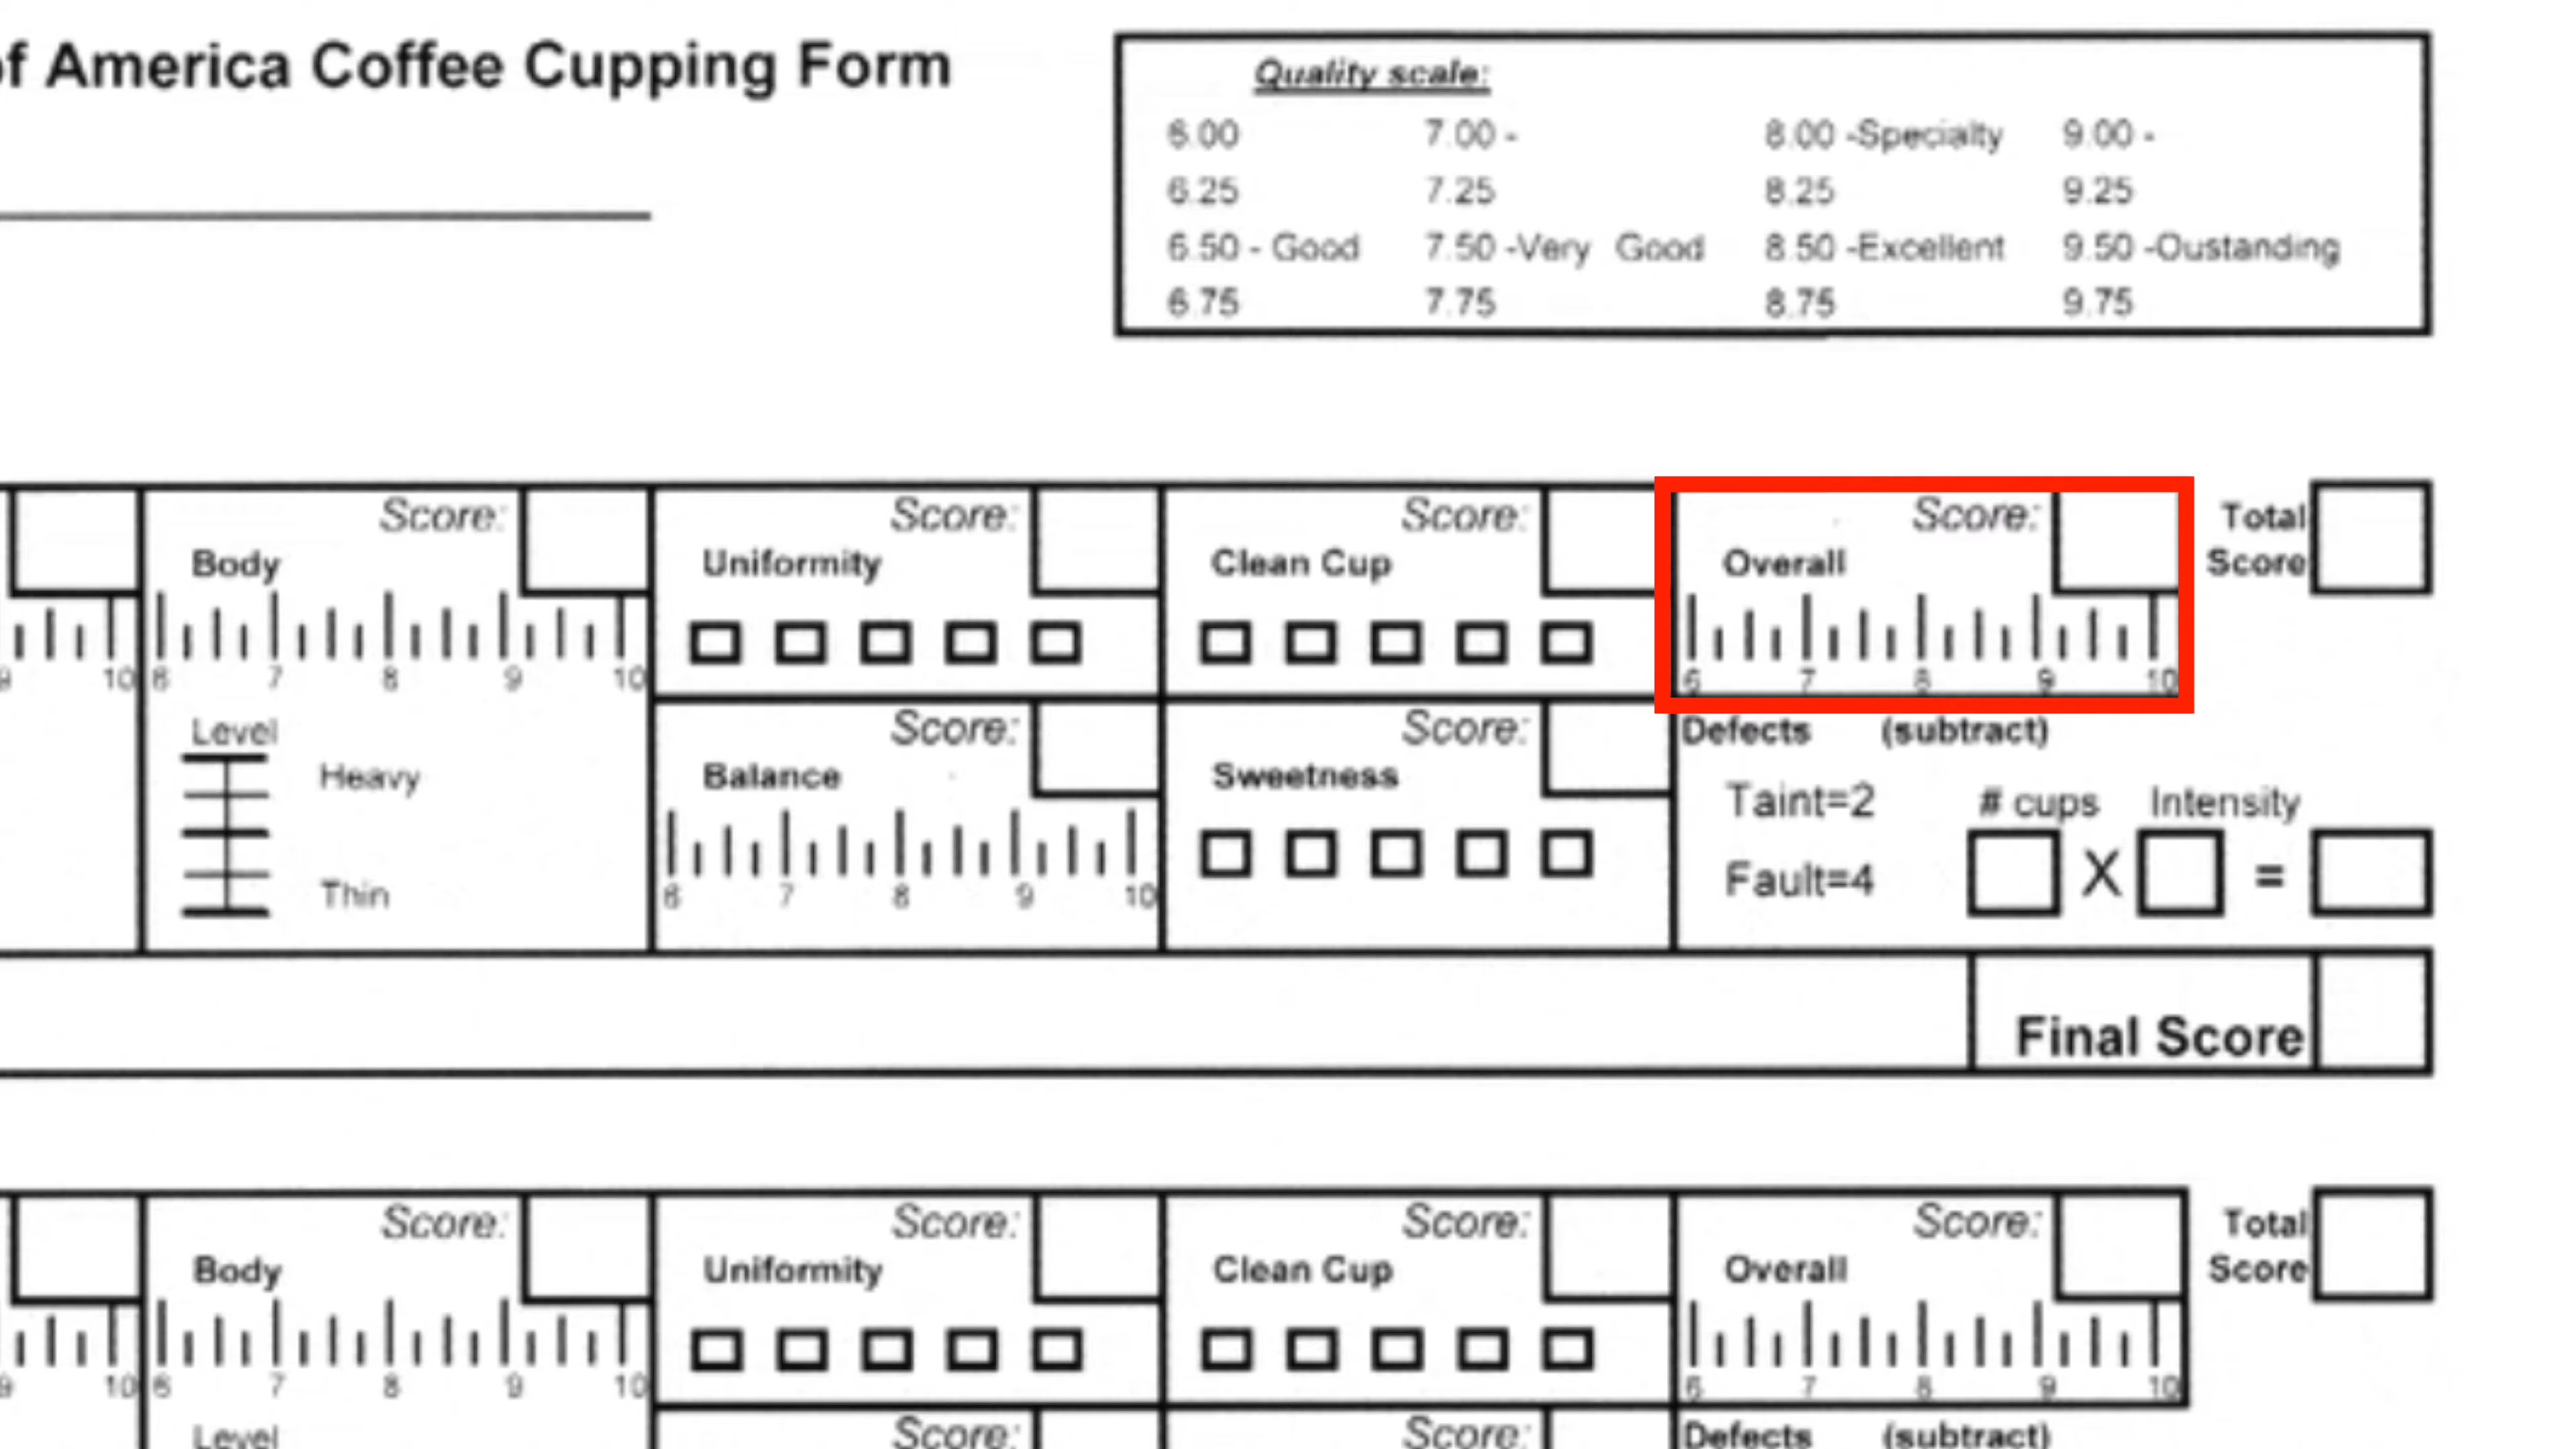 of America Coffee Cupping Form
Quality scale:
6.00 7.00 - 8.00 -Specialty 9.00 -
6.25 7.25 8.25 9.25
6.50 - Good 7.50 -Very Good 8.50 -Excellent 9.50 -Oustanding
6.75 7.75 8.75 9.75
Score: Score: Score: Score: Total
Body Uniformity Clean Cup Overall Score
9 10 6 7 8 9 10 6 7 8 9 10
Level Score: Score: Defects (subtract)
Heavy Balance Sweetness Taint=2 # cups Intensity
Thin 6 7 8 9 10 Fault=4 X =
Final Score
Score: Score: Score: Score: Total
Body Uniformity Clean Cup Overall Score
9 10 6 7 8 9 10 6 7 8 9 10
Level Score: Score: Defects (subtract)